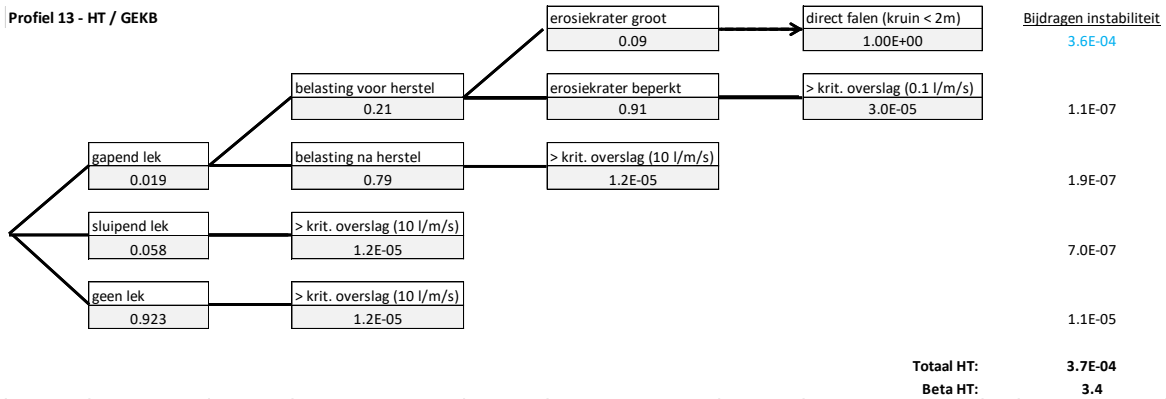 Profiel 13 - HT / GEKB
erosiekrater groot
0.09
direct falen (kruin < 2m)
1.00E+00
Bijdragen instabiliteit
3.6E-04
belasting voor herstel
0.21
erosiekrater beperkt
0.91
> krit. overslag (0.1 l/m/s)
3.0E-05
1.1E-07
gapend lek
0.019
belasting na herstel
0.79
> krit. overslag (10 l/m/s)
1.2E-05
1.9E-07
sluipend lek
0.058
> krit. overslag (10 l/m/s)
1.2E-05
7.0E-07
geen lek
0.923
> krit. overslag (10 l/m/s)
1.2E-05
1.1E-05
Totaal HT: 3.7E-04
Beta HT: 3.4